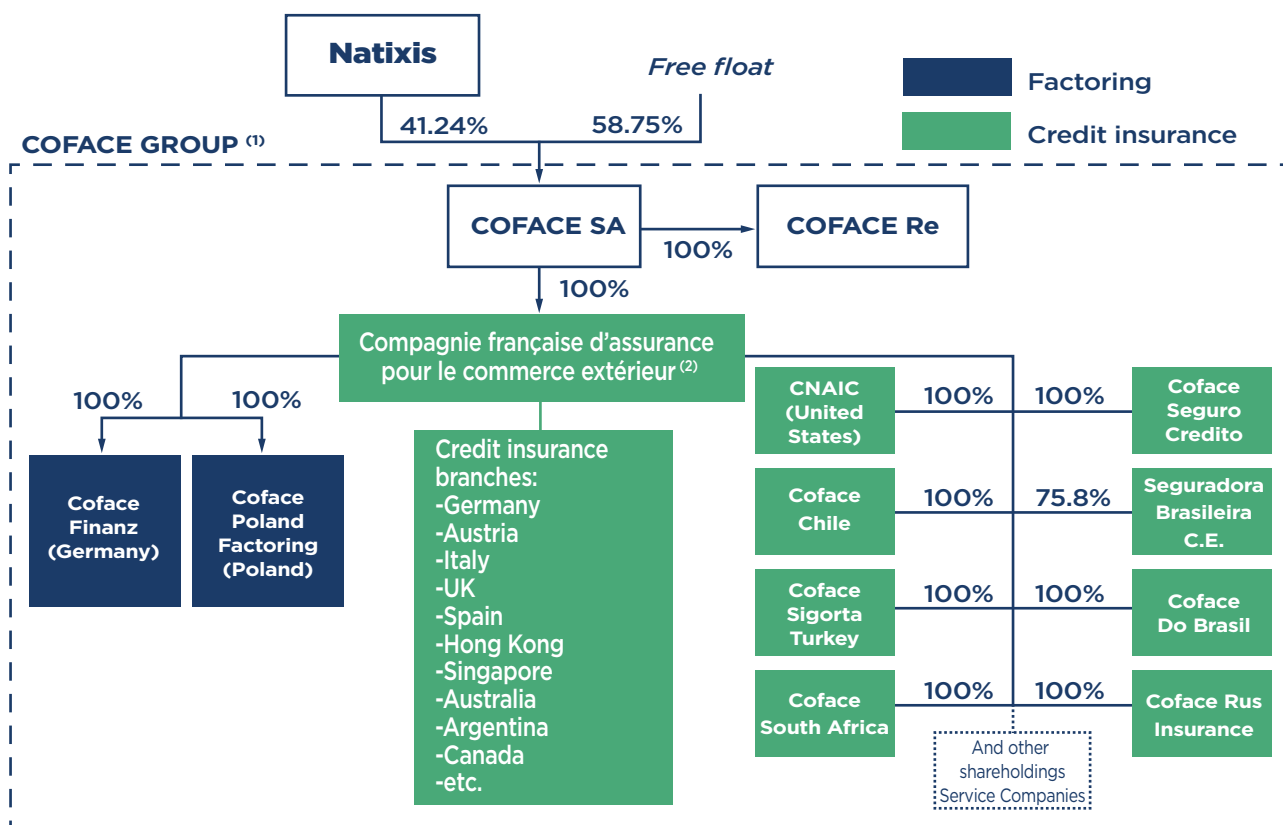 Natixis
Free float
Factoring
Credit insurance
41.24%
58.75%
COFACE GROUP (1)
COFACE SA
100%
COFACE Re
100%
Compagnie française d'assurance
pour le commerce extérieur (2)
100%
100%
Coface
Finanz
(Germany)
Coface
Poland
Factoring
(Poland)
Credit insurance
branches:
-Germany
-Austria
-Italy
-UK
-Spain
-Hong Kong
-Singapore
-Australia
-Argentina
-Canada
-etc.
CNAIC
(United
States)
100%
100%
Coface
Seguro
Credito
Coface
Chile
100%
75.8%
Seguradora
Brasileira
C.E.
Coface
Sigorta
Turkey
100%
100%
Coface
Do Brasil
Coface
South Africa
100%
100%
Coface Rus
Insurance
And other
shareholdings
Service Companies